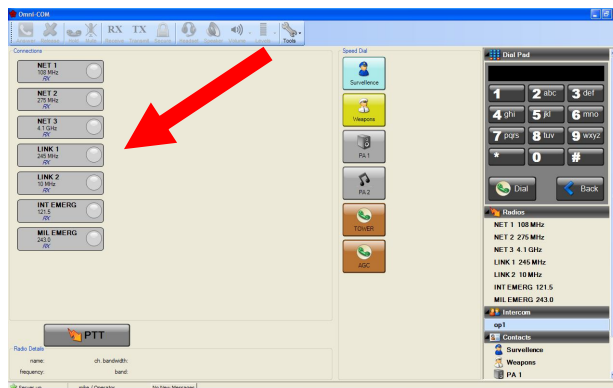 Omni-COM
RX TX
Tools
Connections
NET 1
108 MHz
RX
NET 2
275 MHz
RX
NET 3
4.1 GHz
RX
LINK 1
245 MHz
RX
LINK 2
10 MHz
RX
INT EMERG
121.5
RX
MIL EMERG
243.0
RX
PTT
Radio Details
name:
ch. bandwidth:
frequency:
band:
Speed Dial
Survellence
Weapons
PA 1
PA 2
TOWER
AGC
Dial Pad
1 2 abc 3 def
4 ghi 5 jkl 6 mno
7 pqrs 8 tuv 9 wxyz
* 0 #
Dial Back
Radios
NET 1 108 MHz
NET 2 275 MHz
NET 3 4.1 GHz
LINK 1 245 MHz
LINK 2 10 MHz
INT EMERG 121.5
MIL EMERG 243.0
Intercom
op1
Contacts
Survellence
Weapons
PA 1
Server up
mike / Operator
No New Messages